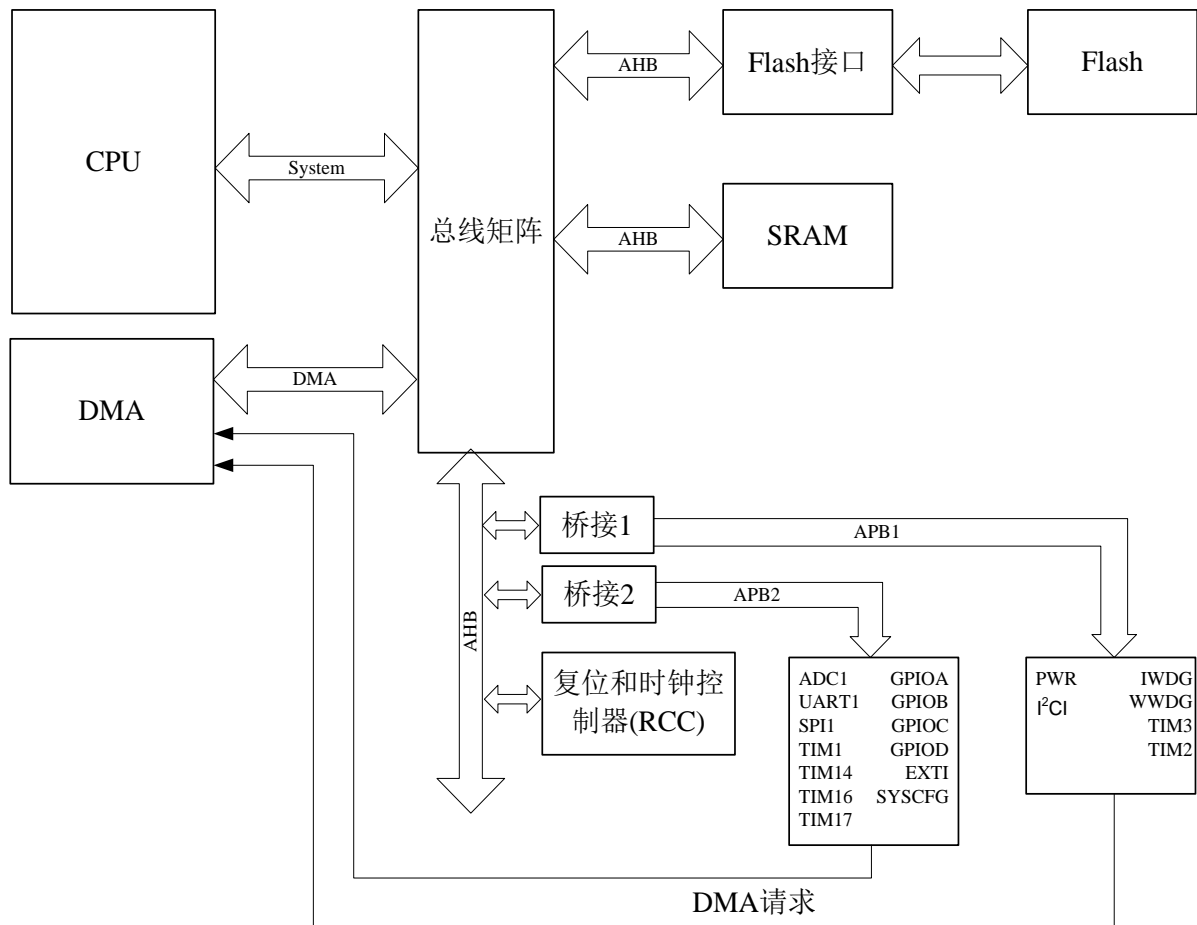 CPU
System
总线矩阵
AHB
Flash接口
Flash
AHB
SRAM
DMA
DMA
AHB
桥接1
APB1
桥接2
APB2
复位和时钟控
制器(RCC)
ADC1 GPIOA
UART1 GPIOB
SPI1 GPIOC
TIM1 GPIOD
TIM14 EXTI
TIM16 SYSCFG
TIM17
PWR IWDG
I²CI WWDG
TIM3
TIM2
DMA请求